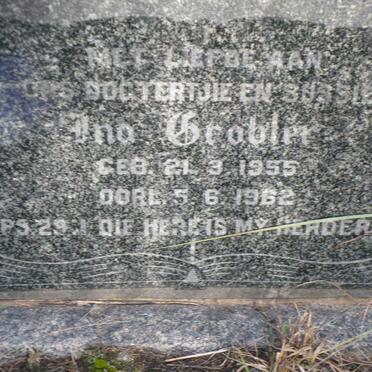 MET LIEFDE AAN
ONS DOGTERTJIE EN SUSSIE
Ino Grobler
GEB. 21. 3. 1955
OORL. 5. 6. 1962
PS. 23.1 DIE HERE IS MY HERDER